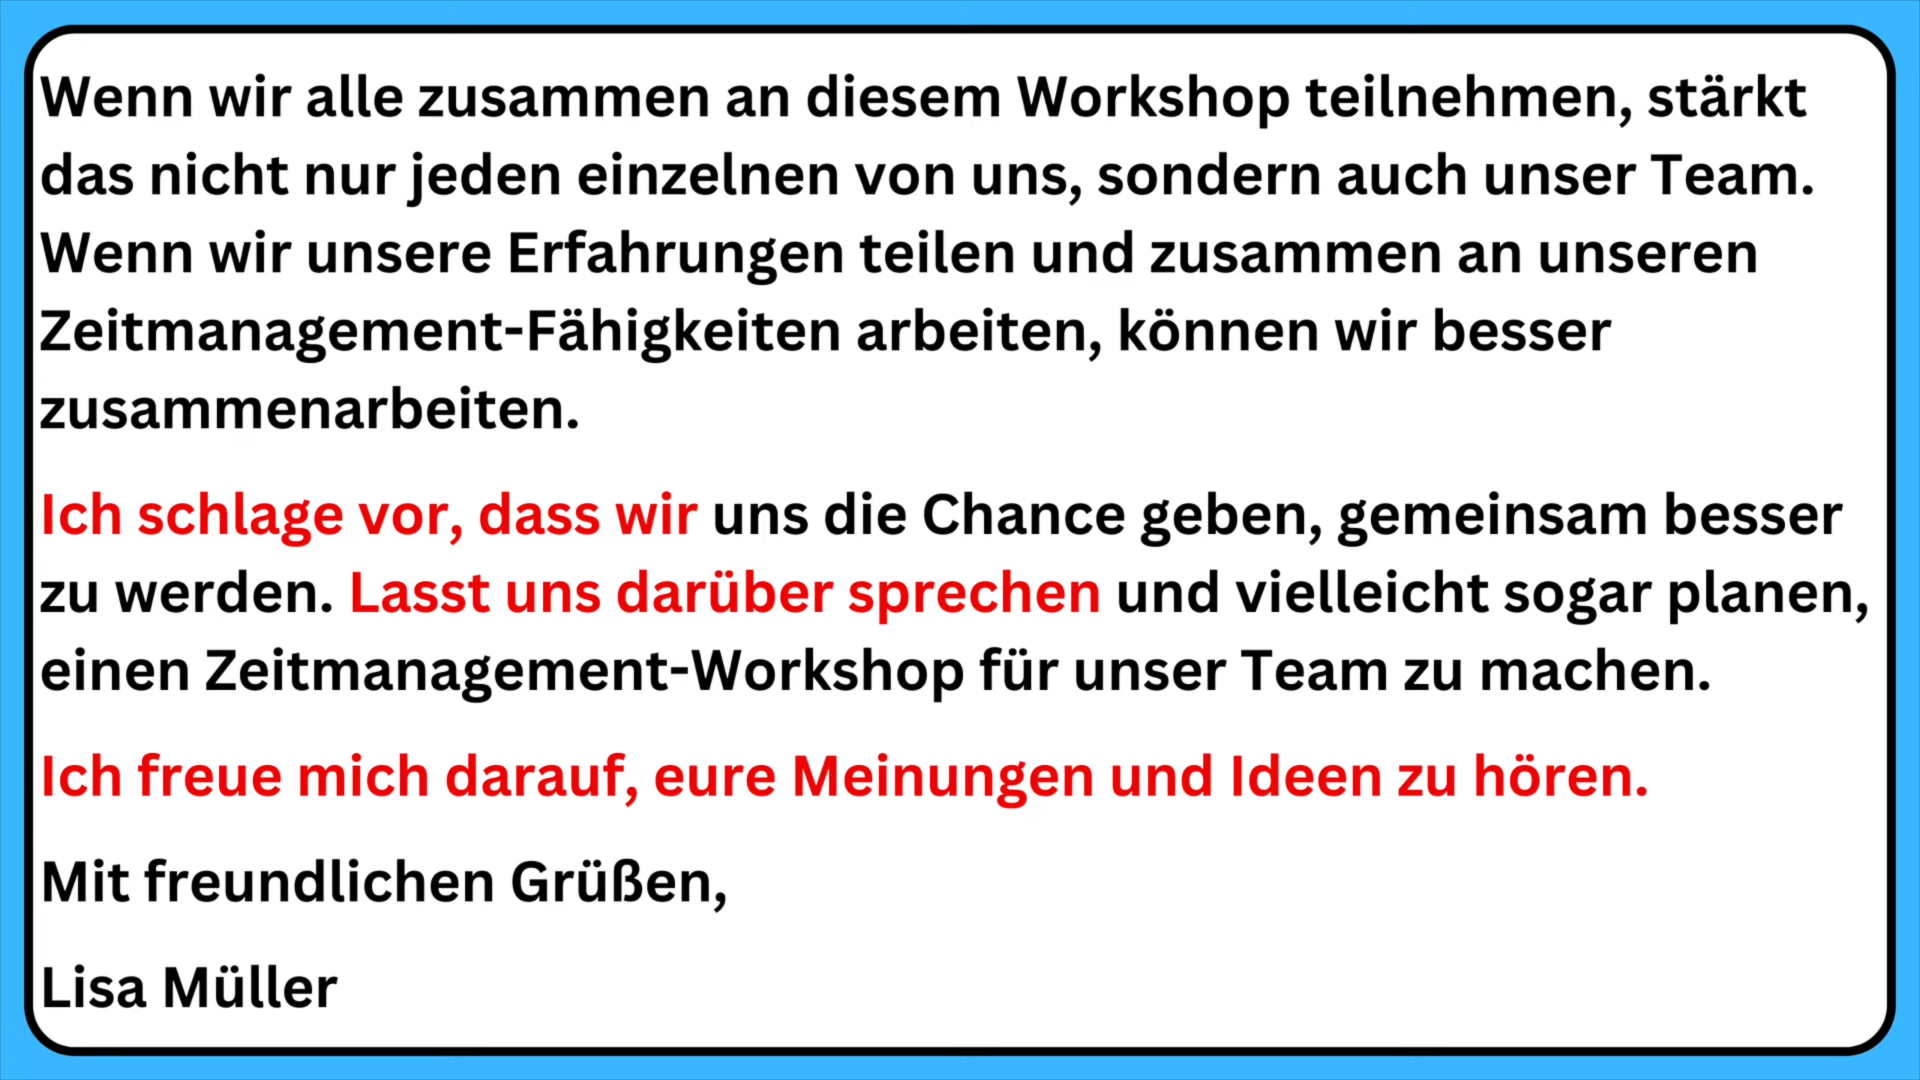 Wenn wir alle zusammen an diesem Workshop teilnehmen, stärkt
das nicht nur jeden einzelnen von uns, sondern auch unser Team.
Wenn wir unsere Erfahrungen teilen und zusammen an unseren
Zeitmanagement-Fähigkeiten arbeiten, können wir besser
zusammenarbeiten.
Ich schlage vor, dass wir uns die Chance geben, gemeinsam besser
zu werden. Lasst uns darüber sprechen und vielleicht sogar planen,
einen Zeitmanagement-Workshop für unser Team zu machen.
Ich freue mich darauf, eure Meinungen und Ideen zu hören.
Mit freundlichen Grüßen,
Lisa Müller